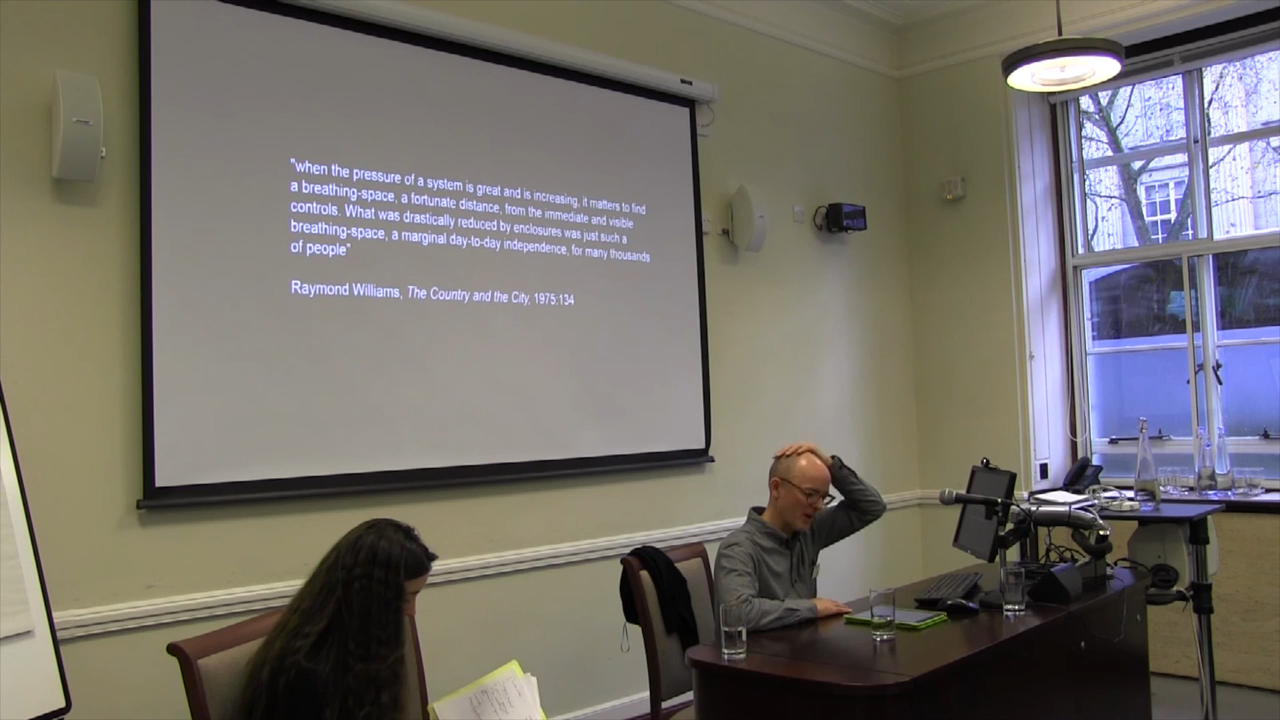 "when the pressure of a system is great and is increasing, it matters to find
a breathing-space, a fortunate distance, from the immediate and visible
controls. What was drastically reduced by enclosures was just such a
breathing-space, a marginal day-to-day independence, for many thousands
of people"
Raymond Williams, The Country and the City, 1975:134